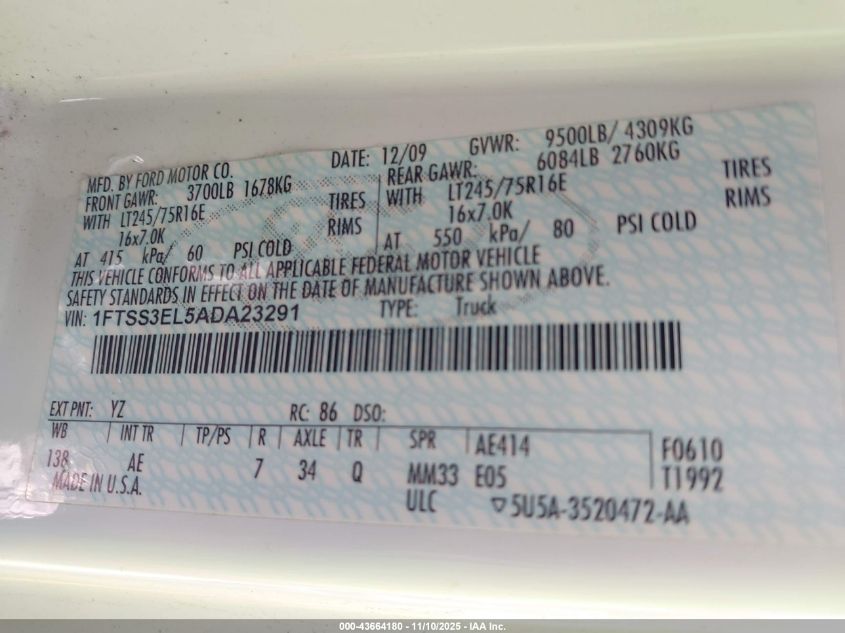 MFD. BY FORD MOTOR CO. DATE: 12/09 GVWR: 9500LB/ 4309KG
FRONT GAWR: 3700LB 1678KG REAR GAWR: 6084LB 2760KG
WITH LT245/75R16E TIRES WITH LT245/75R16E TIRES
16x7.0K RIMS 16x7.0K RIMS
AT 415 kPa/ 60 PSI COLD AT 550 kPa/ 80 PSI COLD
THIS VEHICLE CONFORMS TO ALL APPLICABLE FEDERAL MOTOR VEHICLE
SAFETY STANDARDS IN EFFECT ON THE DATE OF MANUFACTURE SHOWN ABOVE.
VIN: 1FTSS3EL5ADA23291 TYPE: Truck
EXT PNT: YZ RC: 86 DSO:
WB INT TR TP/PS R AXLE TR SPR AE414 F0610
138 AE 7 34 Q MM33 E05 T1992
MADE IN U.S.A. ULC 5U5A-3520472-AA
000-43664180 — 11/10/2025 - IAA Inc.